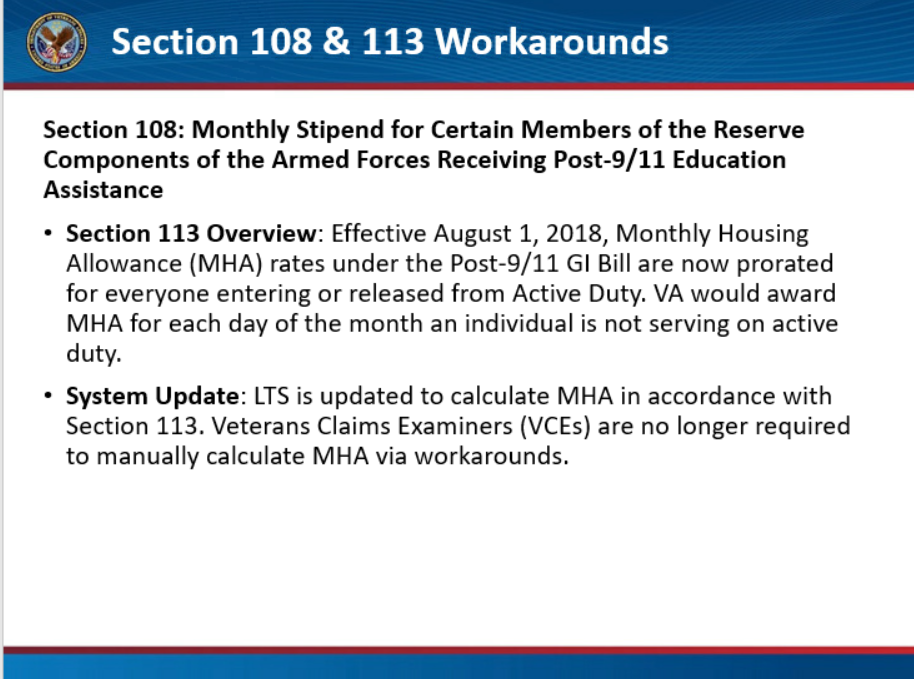 Section 108 & 113 Workarounds
Section 108: Monthly Stipend for Certain Members of the Reserve
Components of the Armed Forces Receiving Post-9/11 Education
Assistance
• Section 113 Overview: Effective August 1, 2018, Monthly Housing
Allowance (MHA) rates under the Post-9/11 GI Bill are now prorated
for everyone entering or released from Active Duty. VA would award
MHA for each day of the month an individual is not serving on active
duty.
• System Update: LTS is updated to calculate MHA in accordance with
Section 113. Veterans Claims Examiners (VCEs) are no longer required
to manually calculate MHA via workarounds.